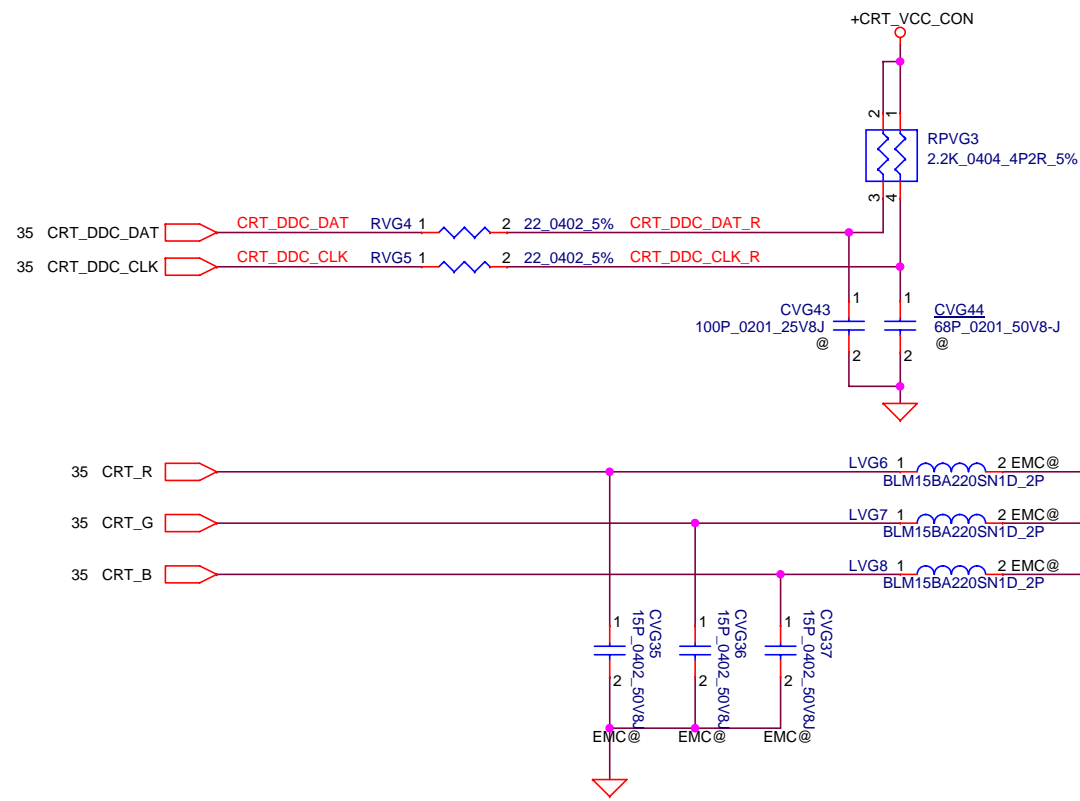 +CRT_VCC_CON
2
1
RPVG3
2.2K_0404_4P2R_5%
3
4
35 CRT_DDC_DAT
CRT_DDC_DAT
RVG4 1
2 22_0402_5%
CRT_DDC_DAT_R
35 CRT_DDC_CLK
CRT_DDC_CLK
RVG5 1
2 22_0402_5%
CRT_DDC_CLK_R
CVG43
100P_0201_25V8J
@
1
2
1
2
CVG44
68P_0201_50V8-J
@
35 CRT_R
LVG6 1
2 EMC@
BLM15BA220SN1D_2P
35 CRT_G
LVG7 1
2 EMC@
BLM15BA220SN1D_2P
35 CRT_B
LVG8 1
2 EMC@
BLM15BA220SN1D_2P
1
2
CVG35
15P_0402_50V8J
EMC@
1
2
CVG36
15P_0402_50V8J
EMC@
1
2
CVG37
15P_0402_50V8J
EMC@